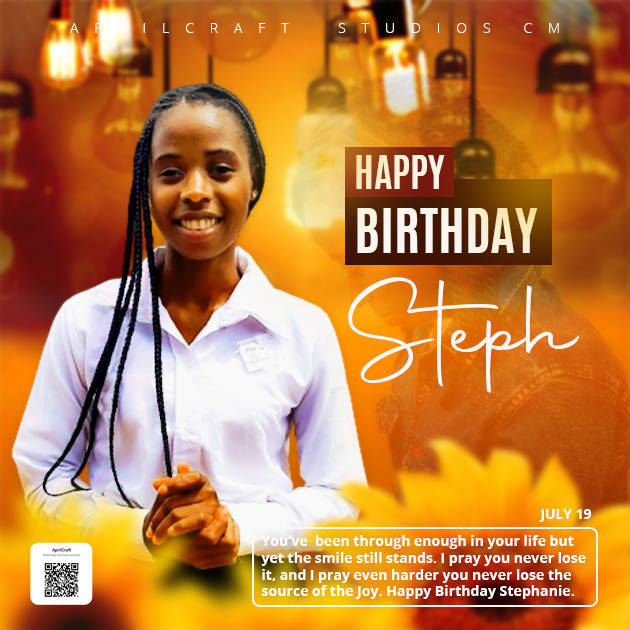 APRILCRAFT STUDIOS CM
HAPPY
BIRTHDAY
Steph
JULY 19
You've been through enough in your life but
yet the smile still stands. I pray you never lose
it, and I pray even harder you never lose the
source of the Joy. Happy Birthday Stephanie.
AprilCraft